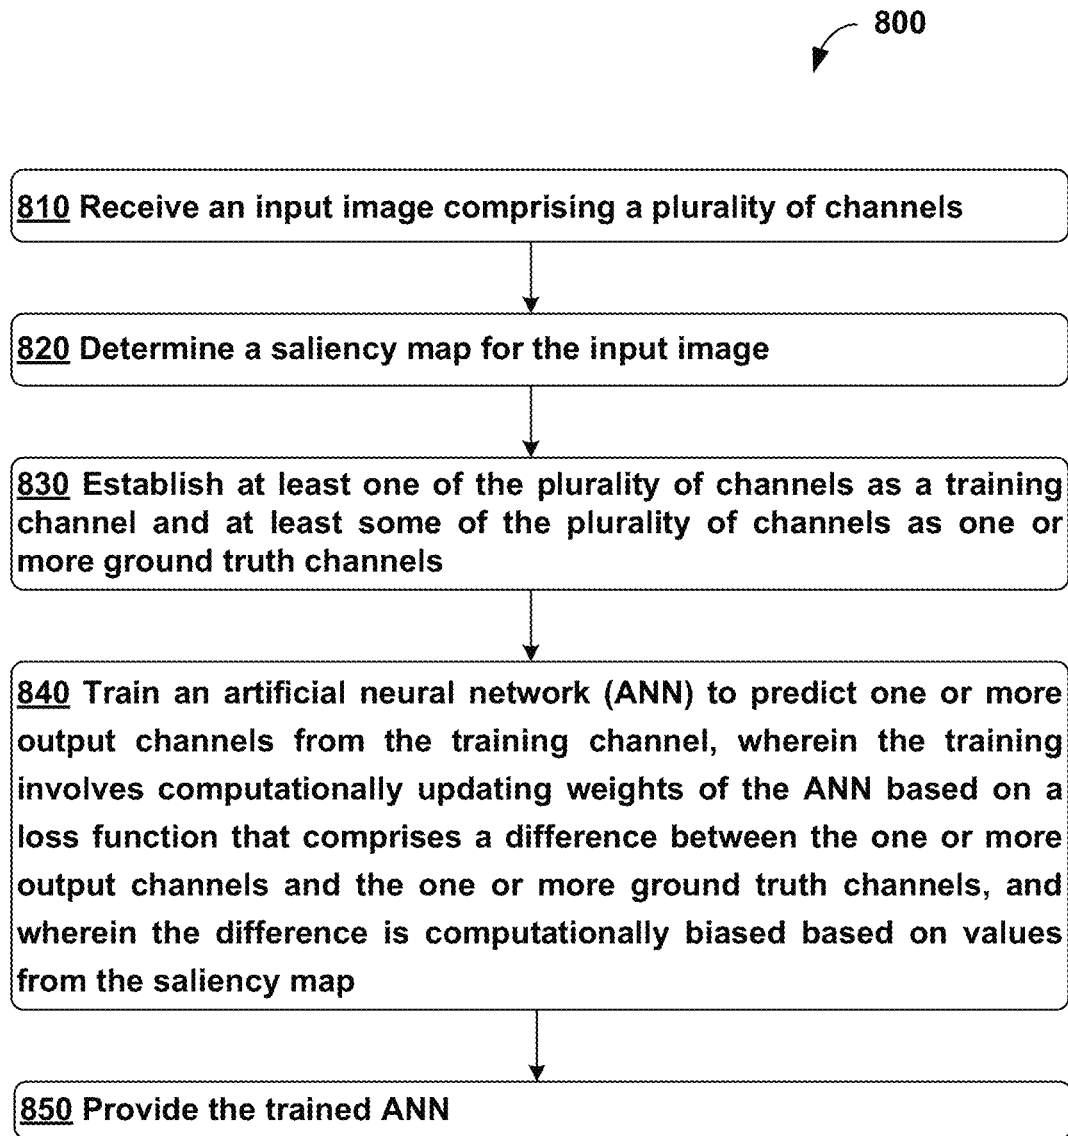 800
810 Receive an input image comprising a plurality of channels
820 Determine a saliency map for the input image
830 Establish at least one of the plurality of channels as a training
channel and at least some of the plurality of channels as one or
more ground truth channels
840 Train an artificial neural network (ANN) to predict one or more
output channels from the training channel, wherein the training
involves computationally updating weights of the ANN based on a
loss function that comprises a difference between the one or more
output channels and the one or more ground truth channels, and
wherein the difference is computationally biased based on values
from the saliency map
850 Provide the trained ANN